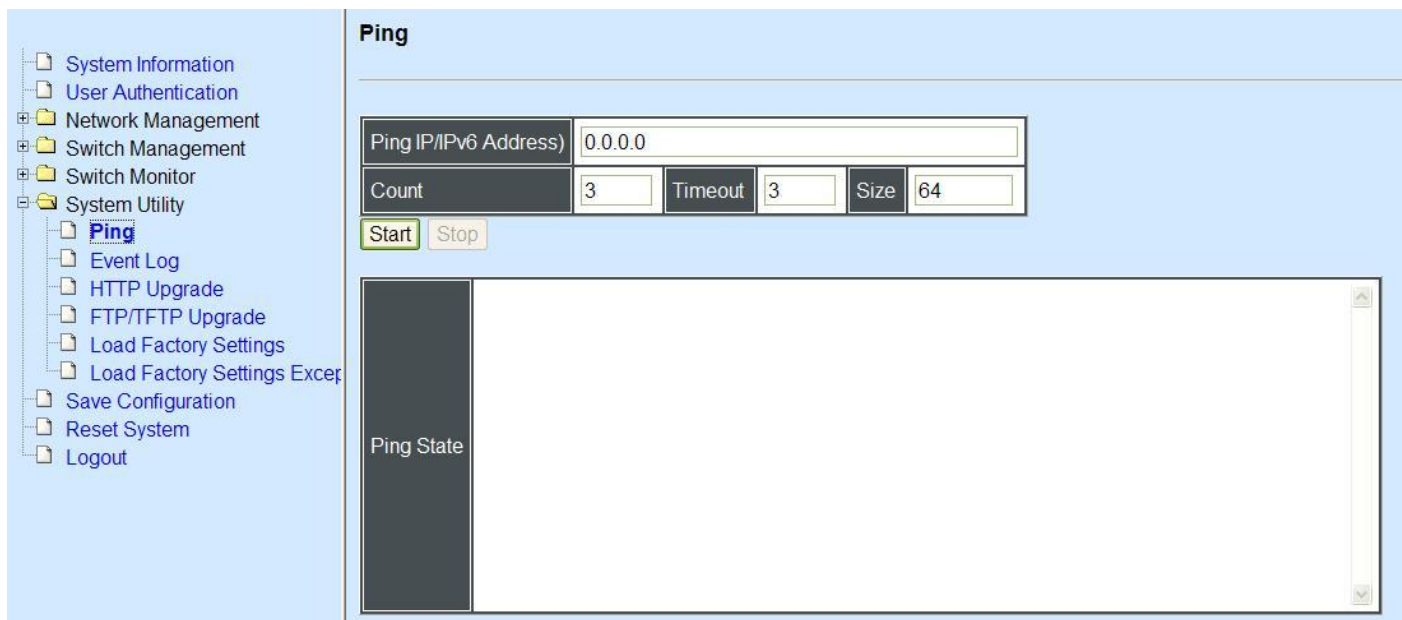 System Information
User Authentication
Network Management
Switch Management
Switch Monitor
System Utility
Ping
Event Log
HTTP Upgrade
FTP/TFTP Upgrade
Load Factory Settings
Load Factory Settings Excep
Save Configuration
Reset System
Logout
Ping
Ping IP/IPv6 Address) 0.0.0.0
Count 3 Timeout 3 Size 64
Start Stop
Ping State